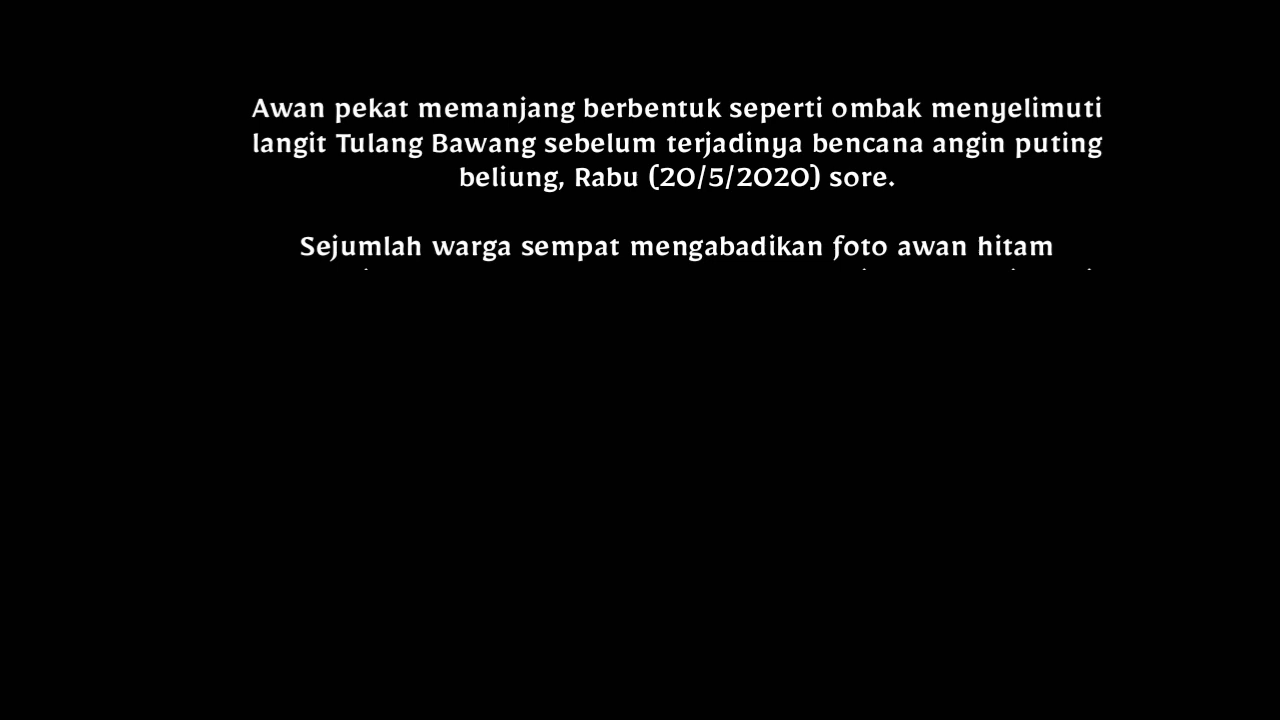 Awan pekat memanjang berbentuk seperti ombak menyelimuti
langit Tulang Bawang sebelum terjadinya bencana angin puting
beliung, Rabu (20/5/2020) sore.
Sejumlah warga sempat mengabadikan foto awan hitam